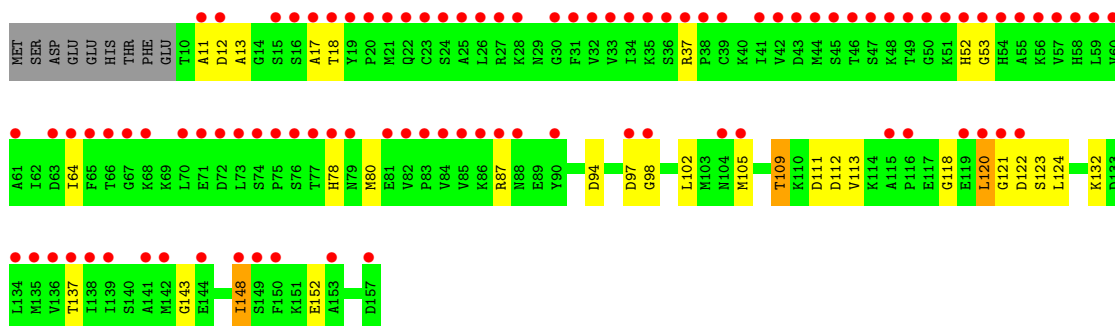 MET SER ASP GLU GLU HIS THR PHE GLU T10 A11 D12 A13 G14 S15 S16 A17 T18 Y19 P20 M21 Q22 C23 S24 A25 L26 R27 K28 N29 G30 F31 V32 V33 I34 K35 S36 R37 P38 C39 K40 I41 V42 D43 M44 S45 T46 S47 K48 T49 G50 K51 H52 G53 H54 A55 K56 V57 H58 L59 V60
A61 I62 D63 I64 F65 T66 G67 K68 K69 L70 E71 D72 L73 S74 P75 S76 T77 H78 N79 M80 E81 V82 P83 V84 V85 K86 R87 N88 E89 Y90 D94 D97 G98 L102 M103 N104 M105 T109 K110 D111 D112 V113 K114 A115 P116 E117 G118 E119 L120 G121 D122 S123 L124 K132 D133
L134 M135 V136 T137 I138 I139 S140 A141 M142 G143 E144 I148 S149 F150 K151 E152 A153 D157